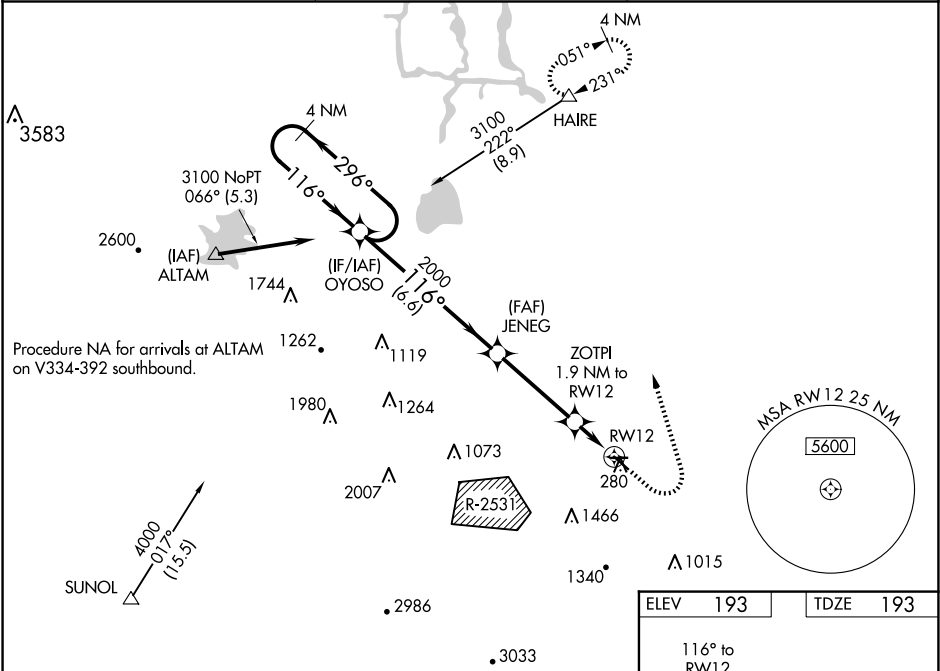 4 NM
051°
231°
HAIRE
3100
222°
(8.9)
3583
4 NM
296°
116°
3100 NoPT
066° (5.3)
2600
(IAF)
ALTAM
(IF/IAF)
OYOSO
2000
116°
(6.6)
1744
(FAF)
JENEG
Procedure NA for arrivals at ALTAM
on V334-392 southbound.
1262
1119
ZOTPI
1.9 NM to
RW12
1980
1264
RW12
280
1073
2007
R-2531
1466
MSA RW12 25 NM
5600
4000
017°
(15.5)
SUNOL
1340
1015
2986
3033
ELEV 193
TDZE 193
116° to
RW12